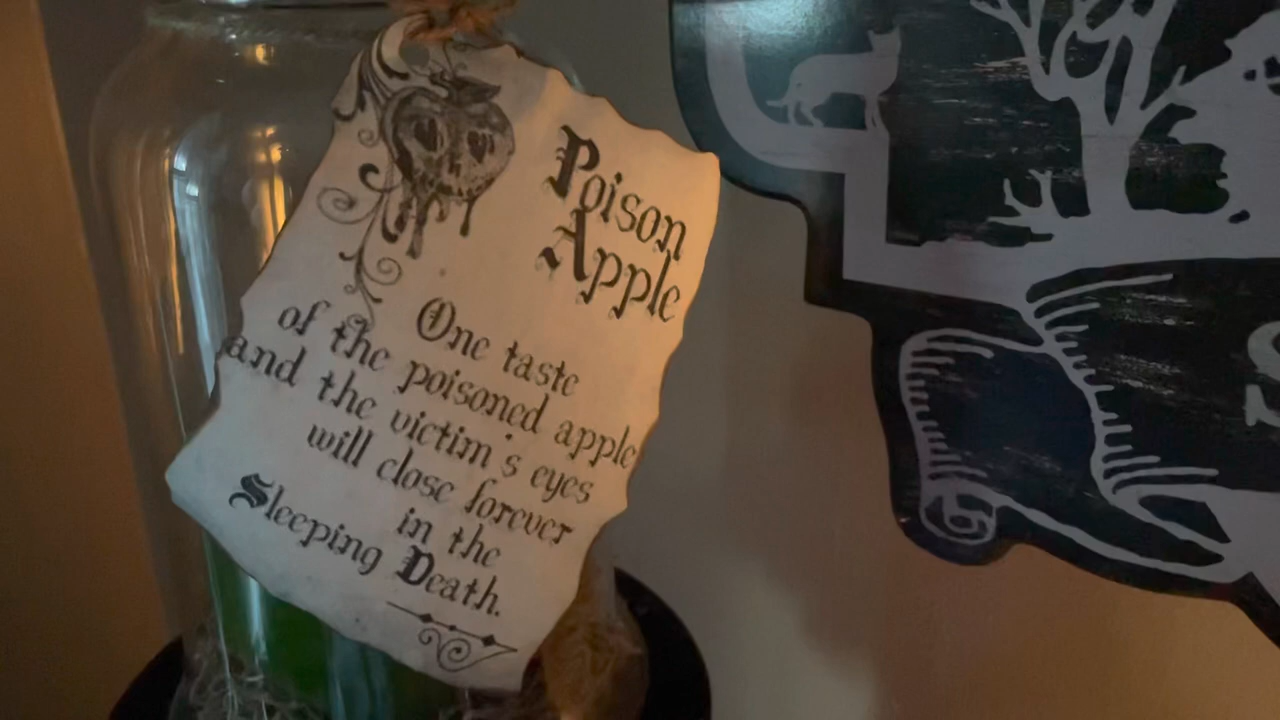 Poison
Apple
One taste
of the poisoned apple
and the victim's eyes
will close forever
in the
Sleeping Death.